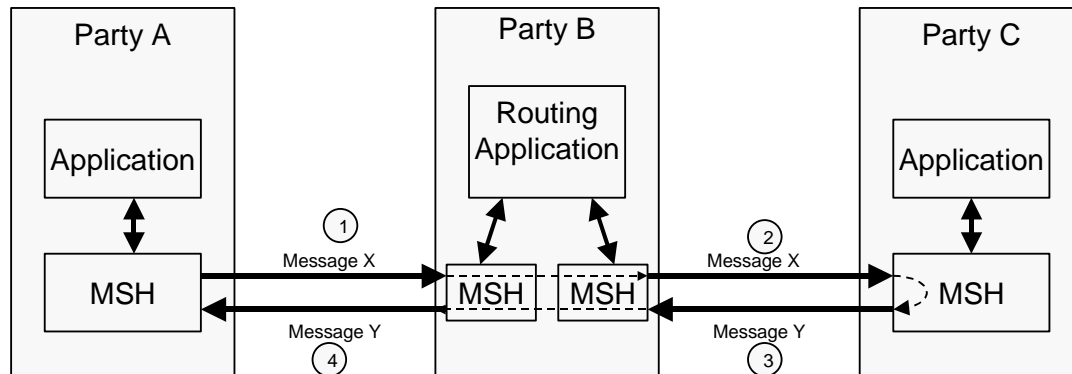 Party A
Party B
Party C
Routing
Application
Application
Application
1
2
Message X
Message X
MSH
MSH
MSH
MSH
Message Y
Message Y
4
3